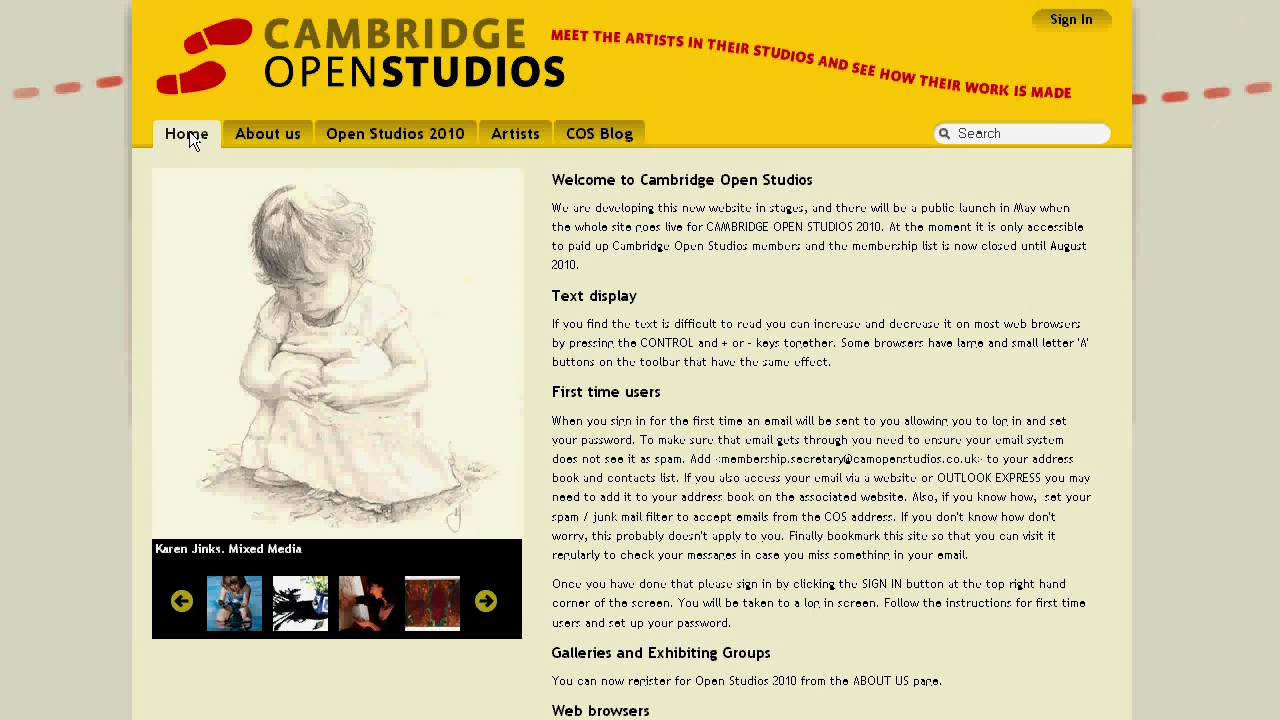 CAMBRIDGE
OPENSTUDIOS
MEET THE ARTISTS IN THEIR STUDIOS AND SEE HOW THEIR WORK IS MADE
Sign In
Home
About us
Open Studios 2010
Artists
COS Blog
Search
Karen Jinks. Mixed Media
Welcome to Cambridge Open Studios
We are developing this new website in stages, and there will be a public launch in May when
the whole site goes live for CAMBRIDGE OPEN STUDIOS 2010. At the moment it is only accessible
to paid up Cambridge Open Studios members and the membership list is now closed until August
2010.
Text display
If you find the text is difficult to read you can increase and decrease it on most web browsers
by pressing the CONTROL and + or - keys together. Some browsers have large and small letter 'A'
buttons on the toolbar that have the same effect.
First time users
When you sign in for the first time an email will be sent to you allowing you to log in and set
your password. To make sure that email gets through you need to ensure your email system
does not see it as spam. Add <membership.secretary@camopenstudios.co.uk> to your address
book and contacts list. If you also access your email via a website or OUTLOOK EXPRESS you may
need to add it to your address book on the associated website. Also, if you know how, set your
spam / junk mail filter to accept emails from the COS address. If you don't know how don't
worry, this probably doesn't apply to you. Finally bookmark this site so that you can visit it
regularly to check your messages in case you miss something in your email.
Once you have done that please sign in by clicking the SIGN IN button at the top right hand
corner of the screen. You will be taken to a log in screen. Follow the instructions for first time
users and set up your password.
Galleries and Exhibiting Groups
You can now register for Open Studios 2010 from the ABOUT US page.
Web browsers